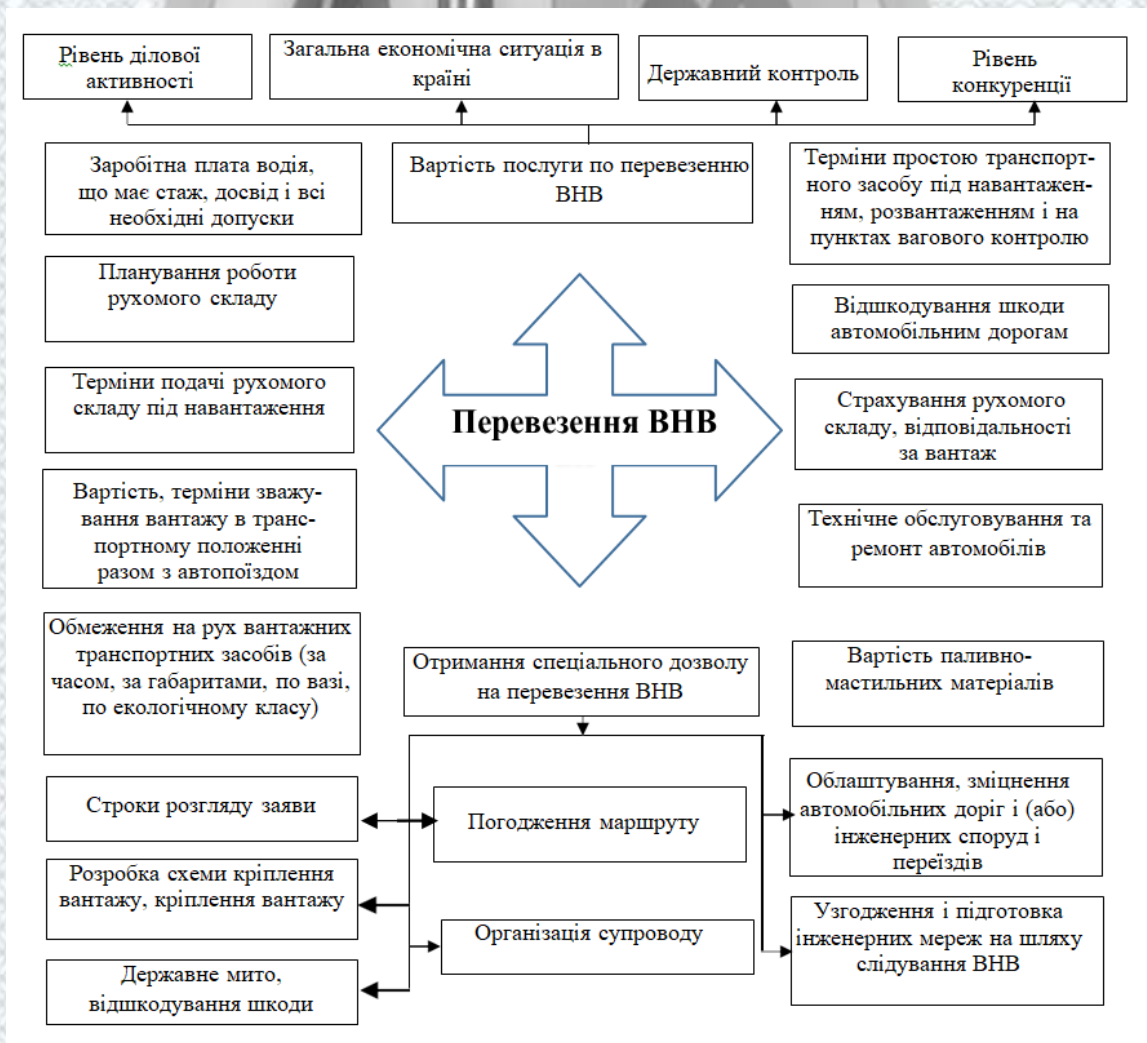 Рівень ділової
активності
Загальна економічна ситуація в
країні
Державний контроль
Рівень
конкуренції
Заробітна плата водія,
що має стаж, досвід і всі
необхідні допуски
Вартість послуги по перевезенню
ВНВ
Терміни простою транспорт-
ного засобу під навантажен-
ням, розвантаженням і на
пунктах вагового контролю
Планування роботи
рухомого складу
Відшкодування шкоди
автомобільним дорогам
Терміни подачі рухомого
складу під навантаження
Перевезення ВНВ
Страхування рухомого
складу, відповідальності
за вантаж
Вартість, терміни зважу-
вання вантажу в транс-
портному положенні
разом з автопоїздом
Технічне обслуговування та
ремонт автомобілів
Обмеження на рух вантажних
транспортних засобів (за
часом, за габаритами, по вазі,
по екологічному класу)
Отримання спеціального дозволу
на перевезення ВНВ
Вартість паливно-
мастильних матеріалів
Строки розгляду заяви
Погодження маршруту
Облаштування, зміцнення
автомобільних доріг і (або)
інженерних споруд і
переїздів
Розробка схеми кріплення
вантажу, кріплення вантажу
Організація супроводу
Узгодження і підготовка
інженерних мереж на шляху
слідування ВНВ
Державне мито,
відшкодування шкоди